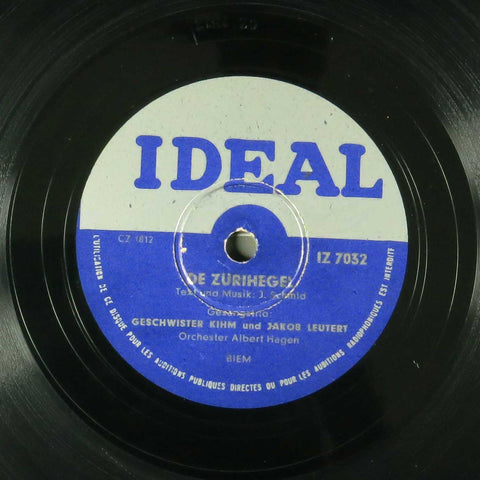 IDEAL
CZ 1812
IZ 7032
DE ZÜRIHEGEL
Text und Musik: J. Schmid
Gesangstrio
GESCHWISTER KIHM und JAKOB LEUTERT
Orchester Albert Hagen
BIEM
L'UTILISATION DE CE DISQUE POUR LES AUDITIONS PUBLIQUES DIRECTES OU POUR LES AUDITIONS RADIOPHONIQUES EST INTERDITE